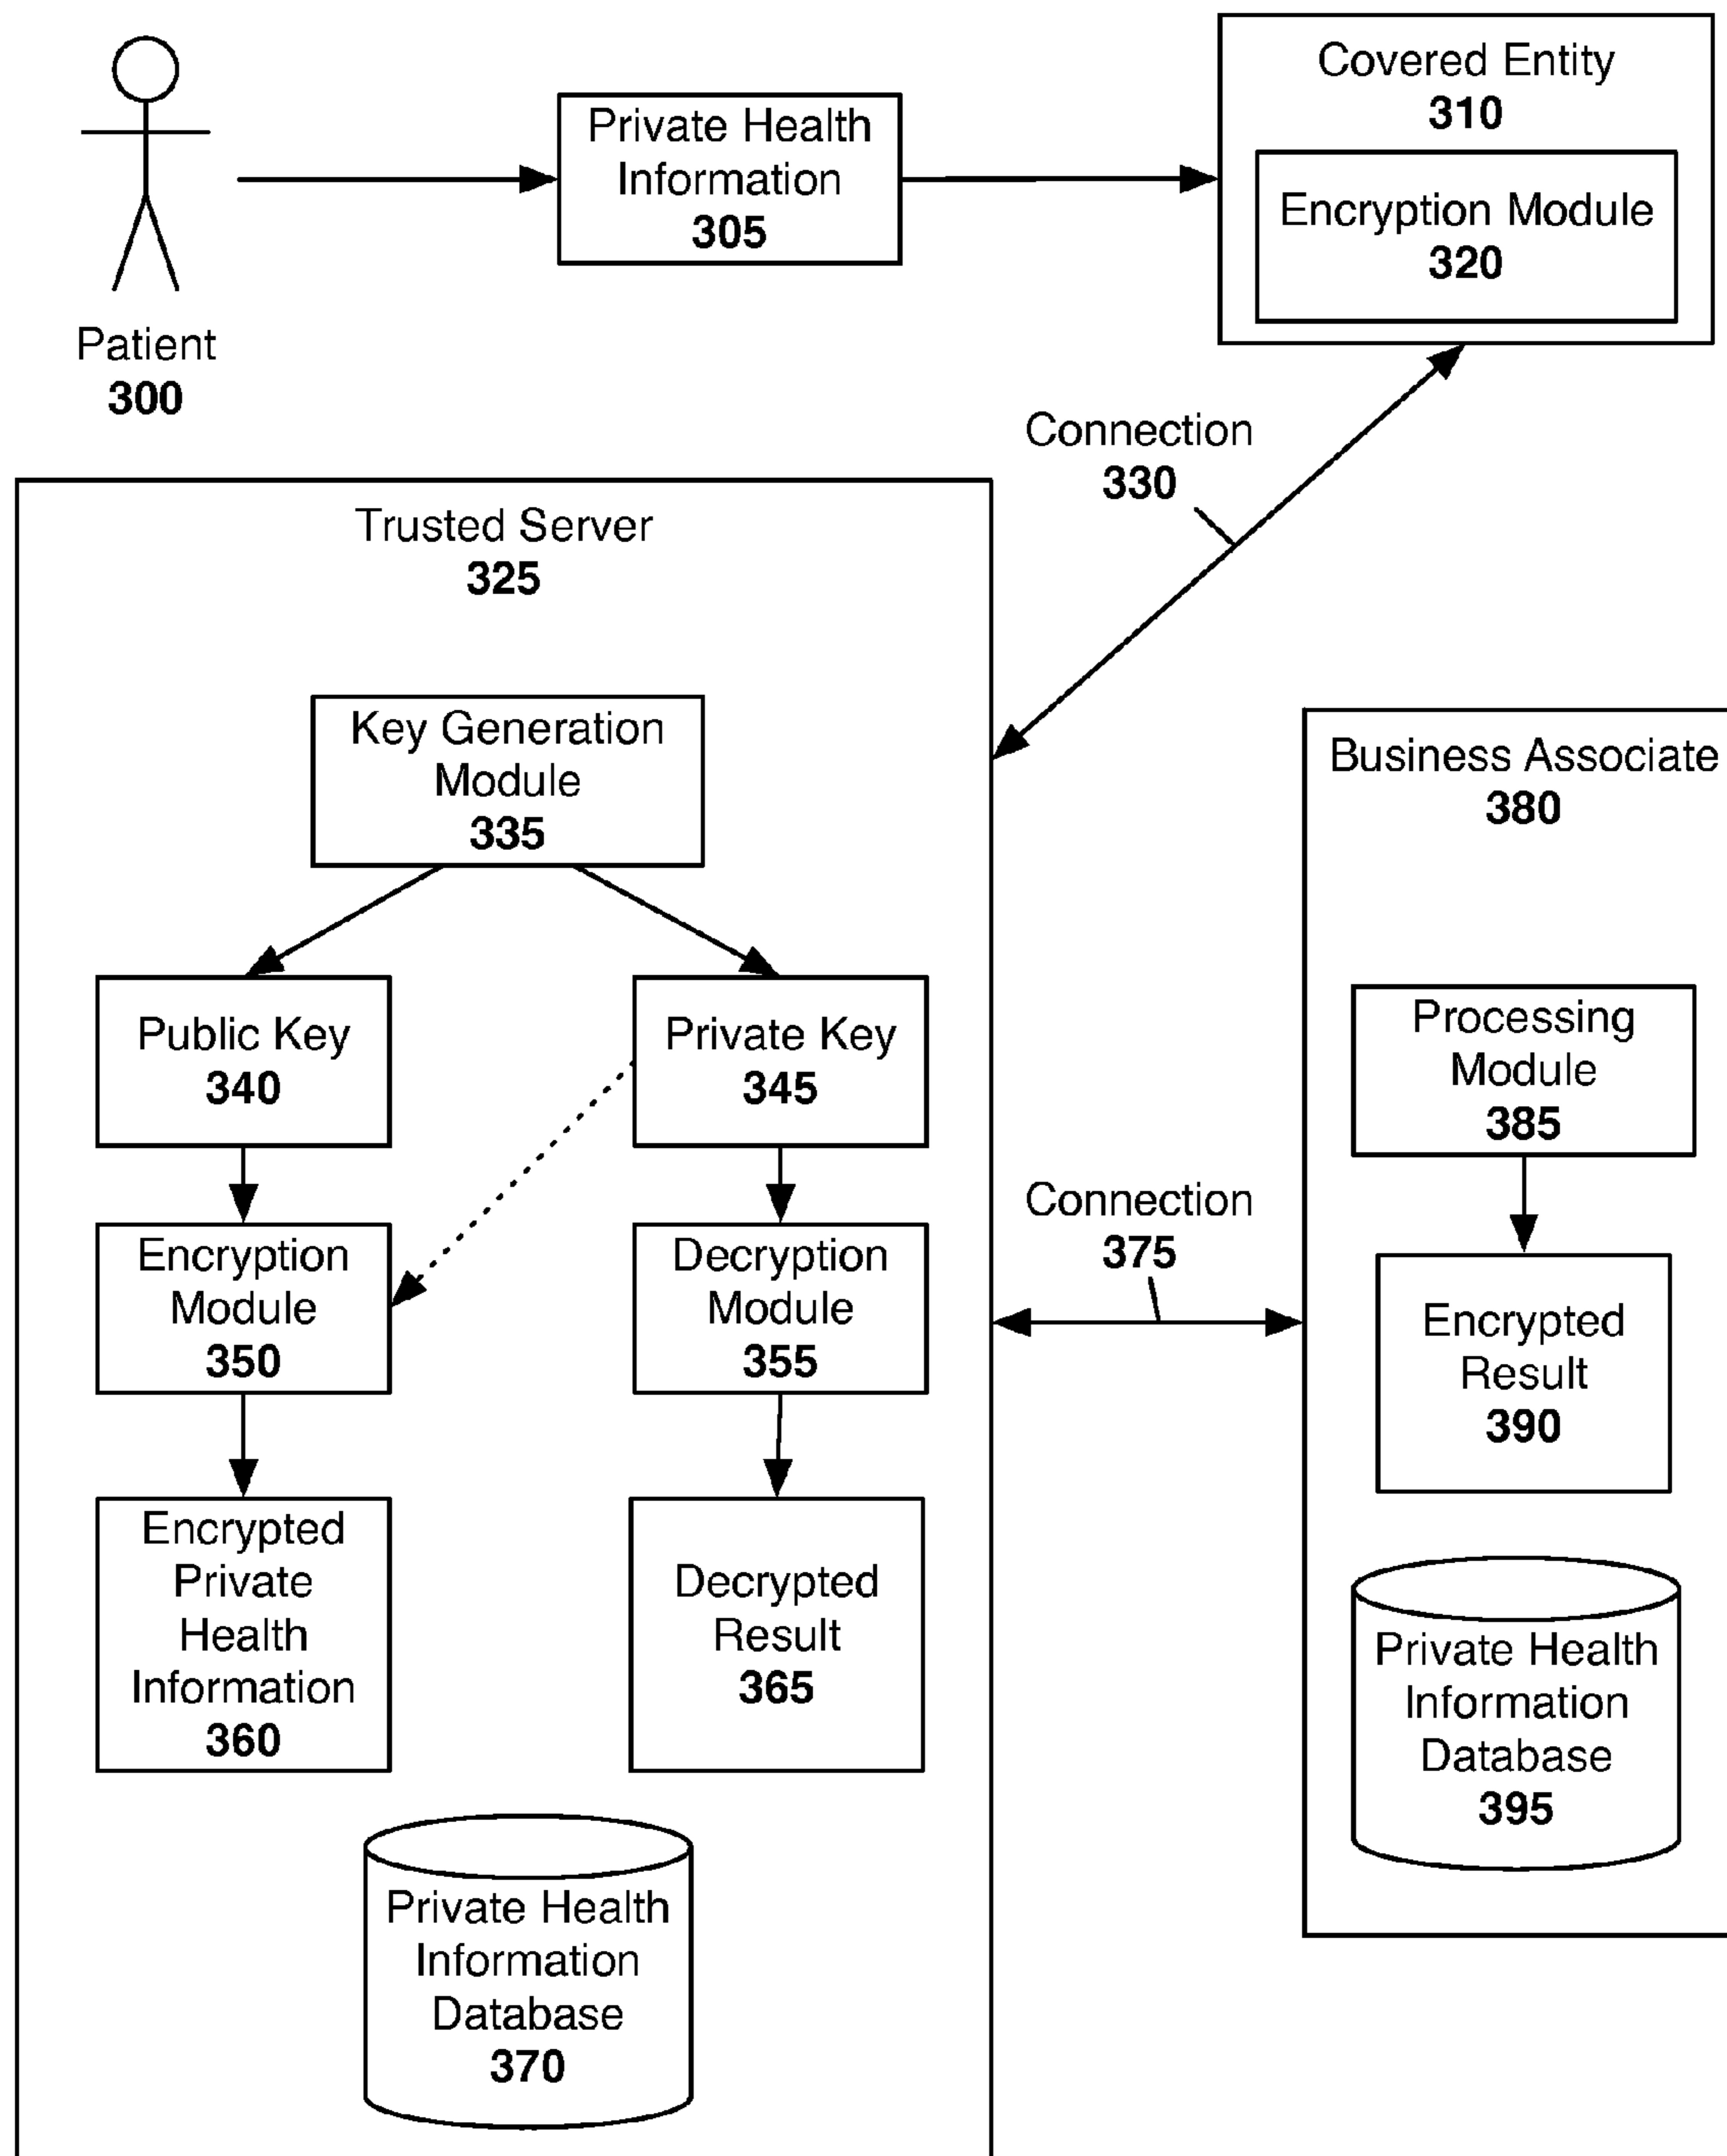 Patient
300
Private Health
Information
305
Covered Entity
310
Encryption Module
320
Connection
330
Trusted Server
325
Key Generation
Module
335
Public Key
340
Private Key
345
Encryption
Module
350
Decryption
Module
355
Encrypted
Private
Health
Information
360
Decrypted
Result
365
Private Health
Information
Database
370
Connection
375
Business Associate
380
Processing
Module
385
Encrypted
Result
390
Private Health
Information
Database
395